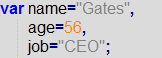 var name="Gates",
age=56,
job="CEO";